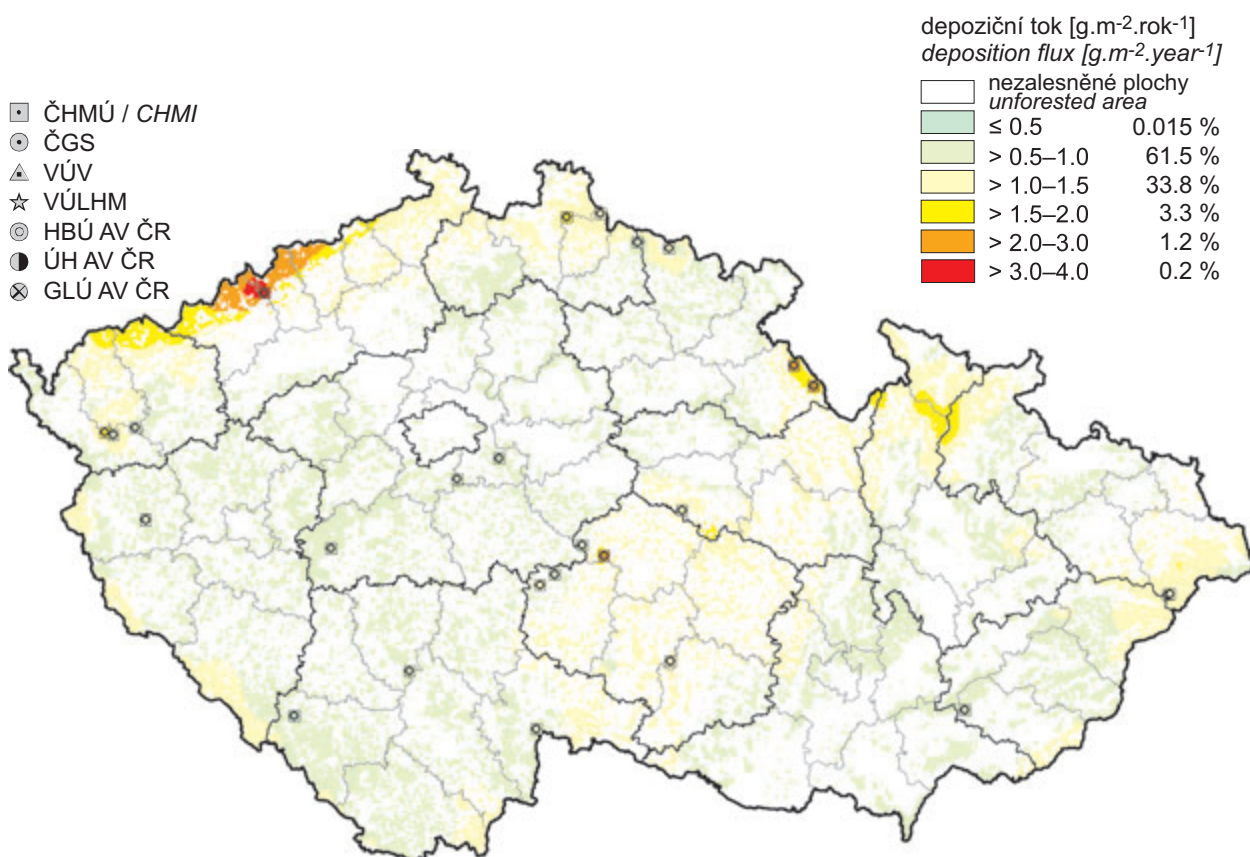 depoziční tok [g.m-2.rok-1]
deposition flux [g.m-2.year-1]
nezalesněné plochy
unforested area
≤ 0.5 0.015 %
> 0.5–1.0 61.5 %
> 1.0–1.5 33.8 %
> 1.5–2.0 3.3 %
> 2.0–3.0 1.2 %
> 3.0–4.0 0.2 %
ČHMÚ / CHMI
ČGS
VÚV
VÚLHM
HBÚ AV ČR
ÚH AV ČR
GLÚ AV ČR